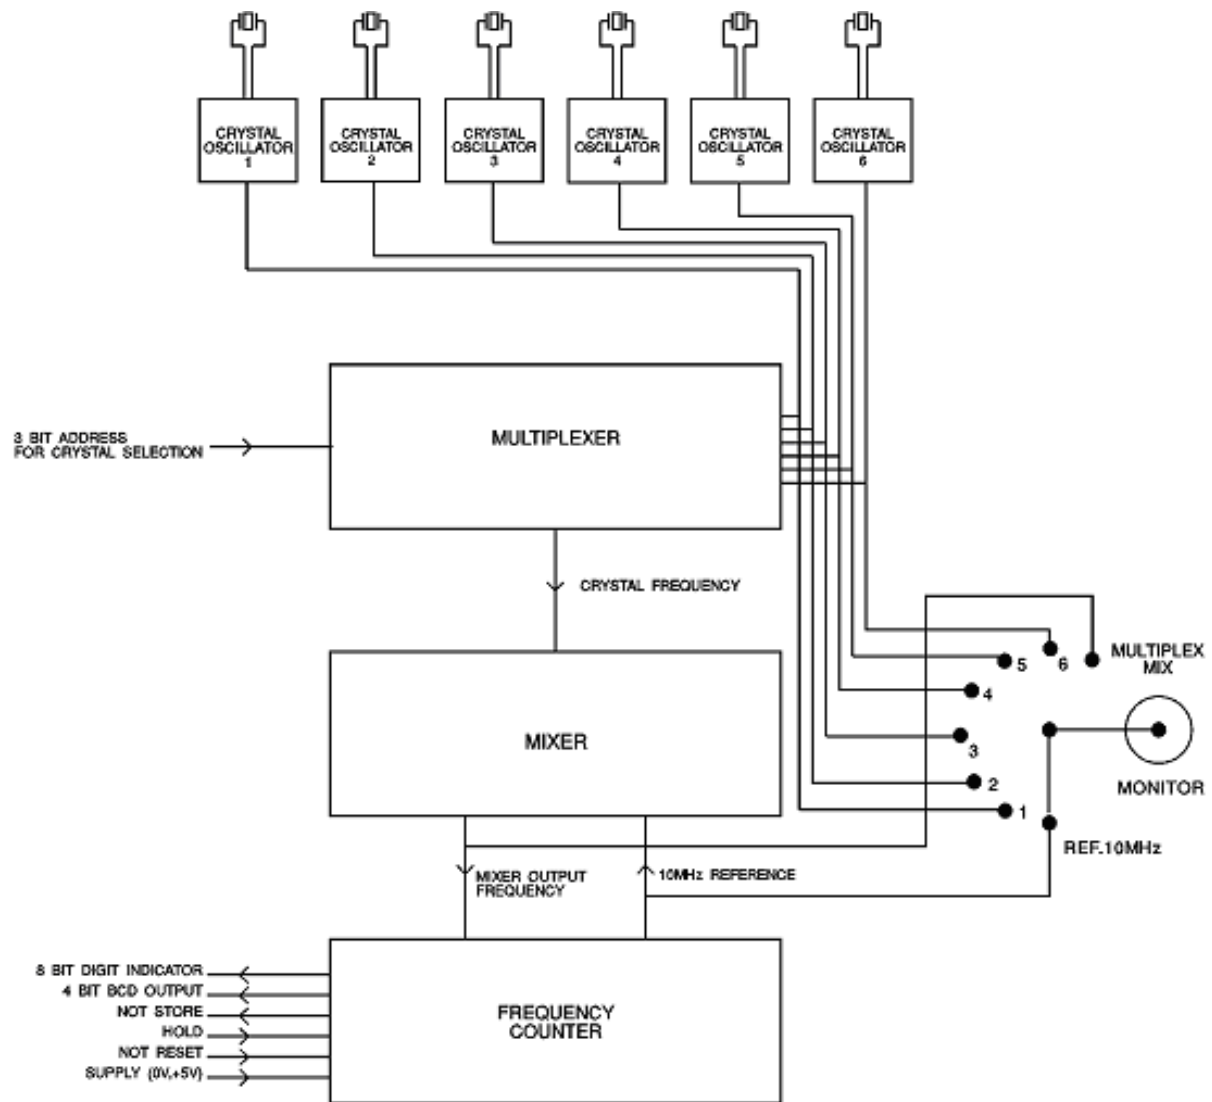 CRYSTAL
OSCILLATOR
1
CRYSTAL
OSCILLATOR
2
CRYSTAL
OSCILLATOR
3
CRYSTAL
OSCILLATOR
4
CRYSTAL
OSCILLATOR
5
CRYSTAL
OSCILLATOR
6
3 BIT ADDRESS
FOR CRYSTAL SELECTION
MULTIPLEXER
CRYSTAL FREQUENCY
MIXER
5
6
MULTIPLEX
MIX
4
3
2
1
MONITOR
REF.10MHz
MIXER OUTPUT
FREQUENCY
10MHz REFERENCE
8 BIT DIGIT INDICATOR
4 BIT BCD OUTPUT
NOT STORE
HOLD
NOT RESET
SUPPLY (0V,+5V)
FREQUENCY
COUNTER